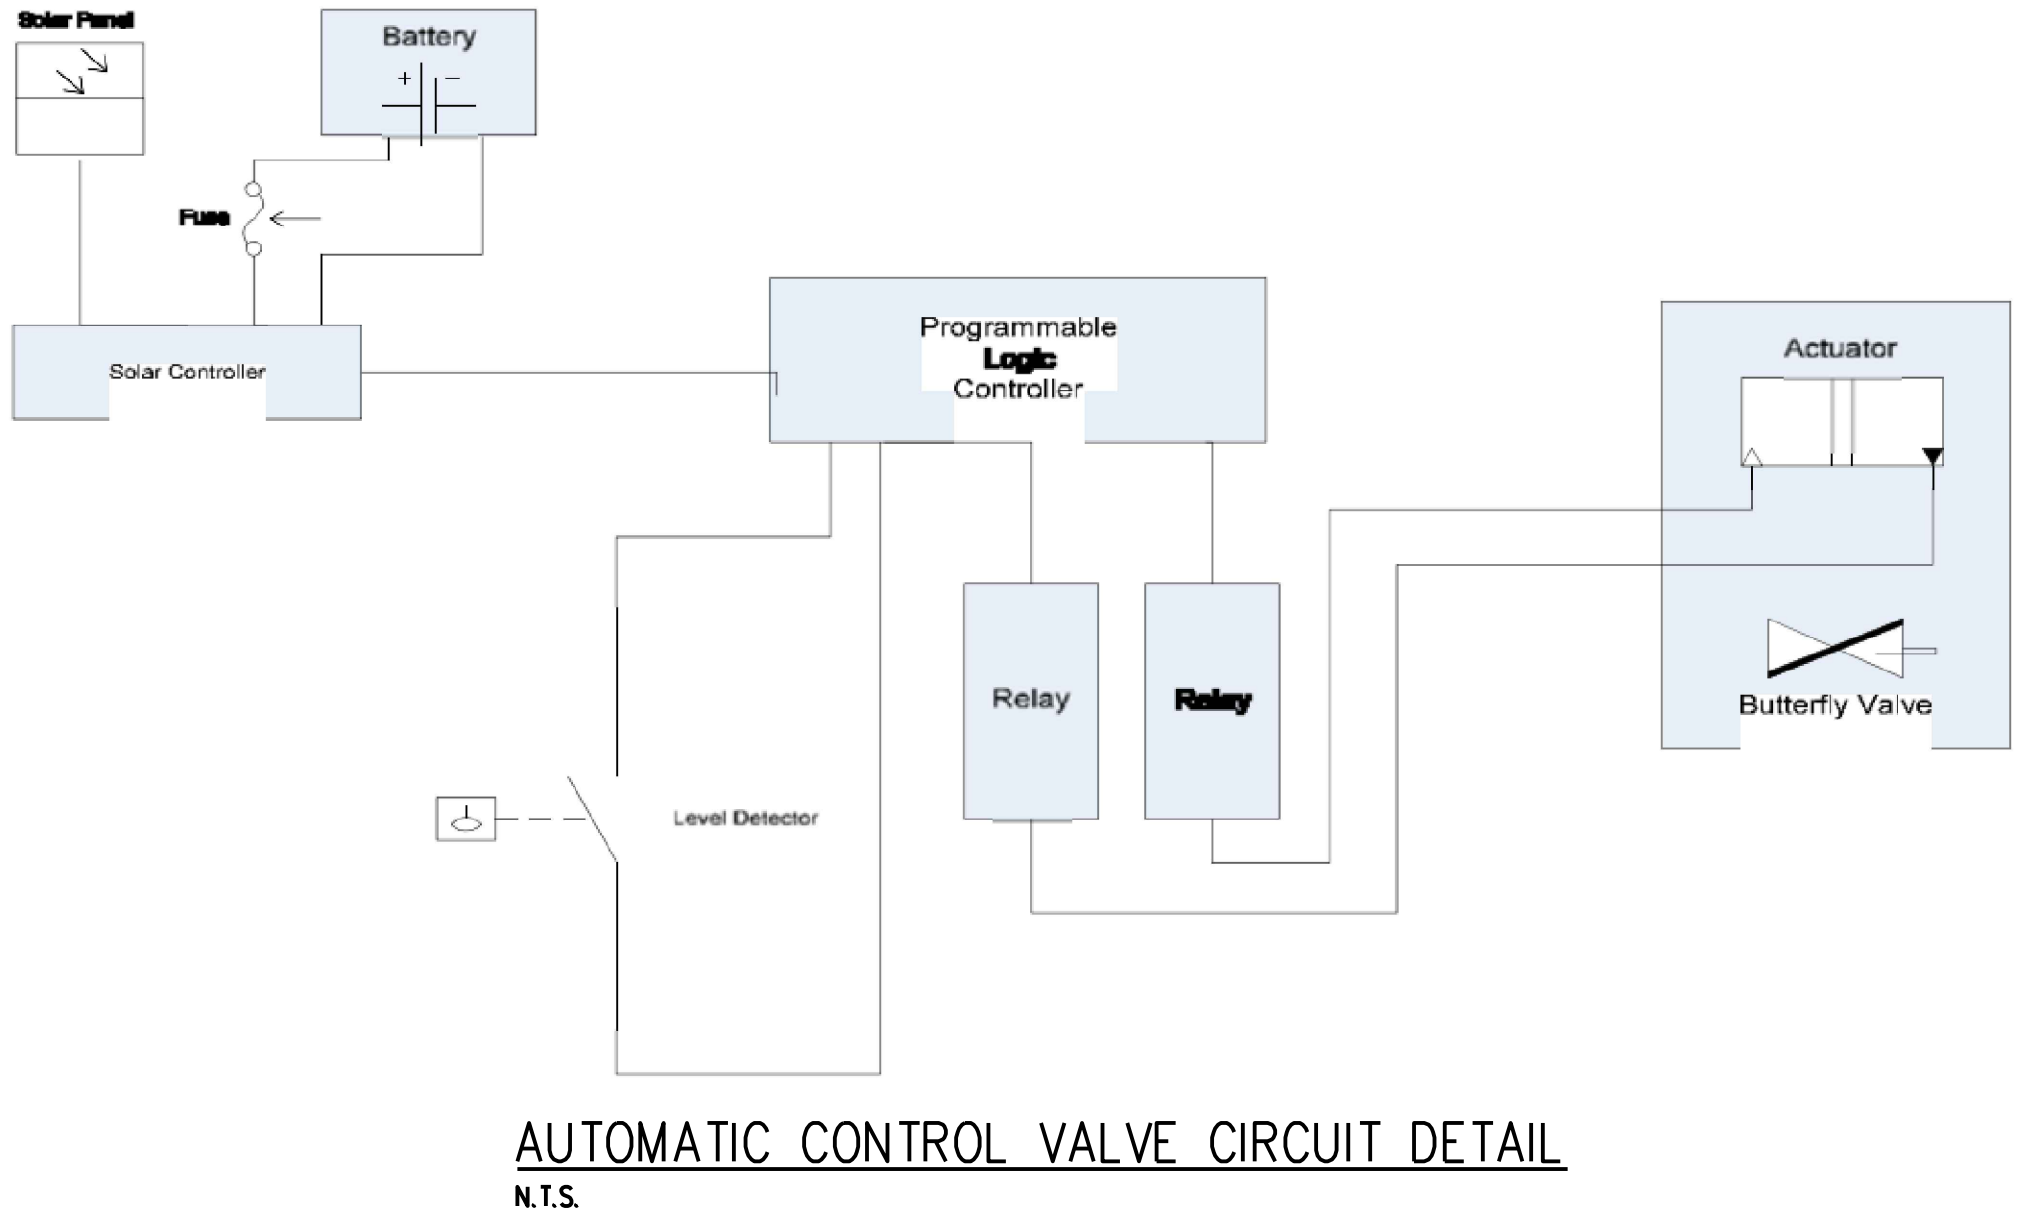 Solar Panel
Battery
+ −
Fuse
Solar Controller
Programmable
Logic
Controller
Actuator
Relay
Relay
Butterfly Valve
Level Detector
AUTOMATIC CONTROL VALVE CIRCUIT DETAIL
N.T.S.